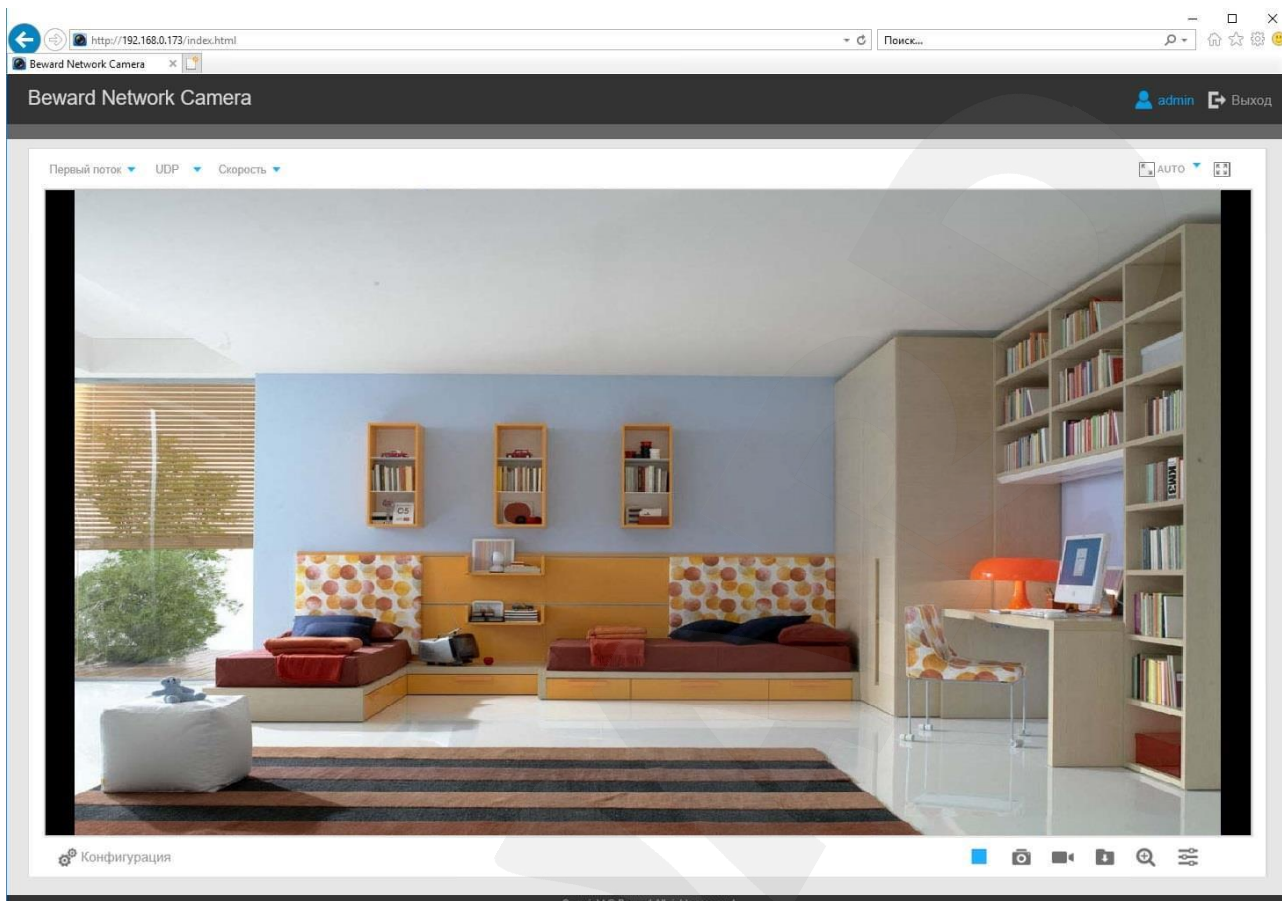 http://192.168.0.173/index.html
Поиск...
Beward Network Camera
Beward Network Camera
admin Выход
Первый поток UDP Скорость AUTO
05
Конфигурация